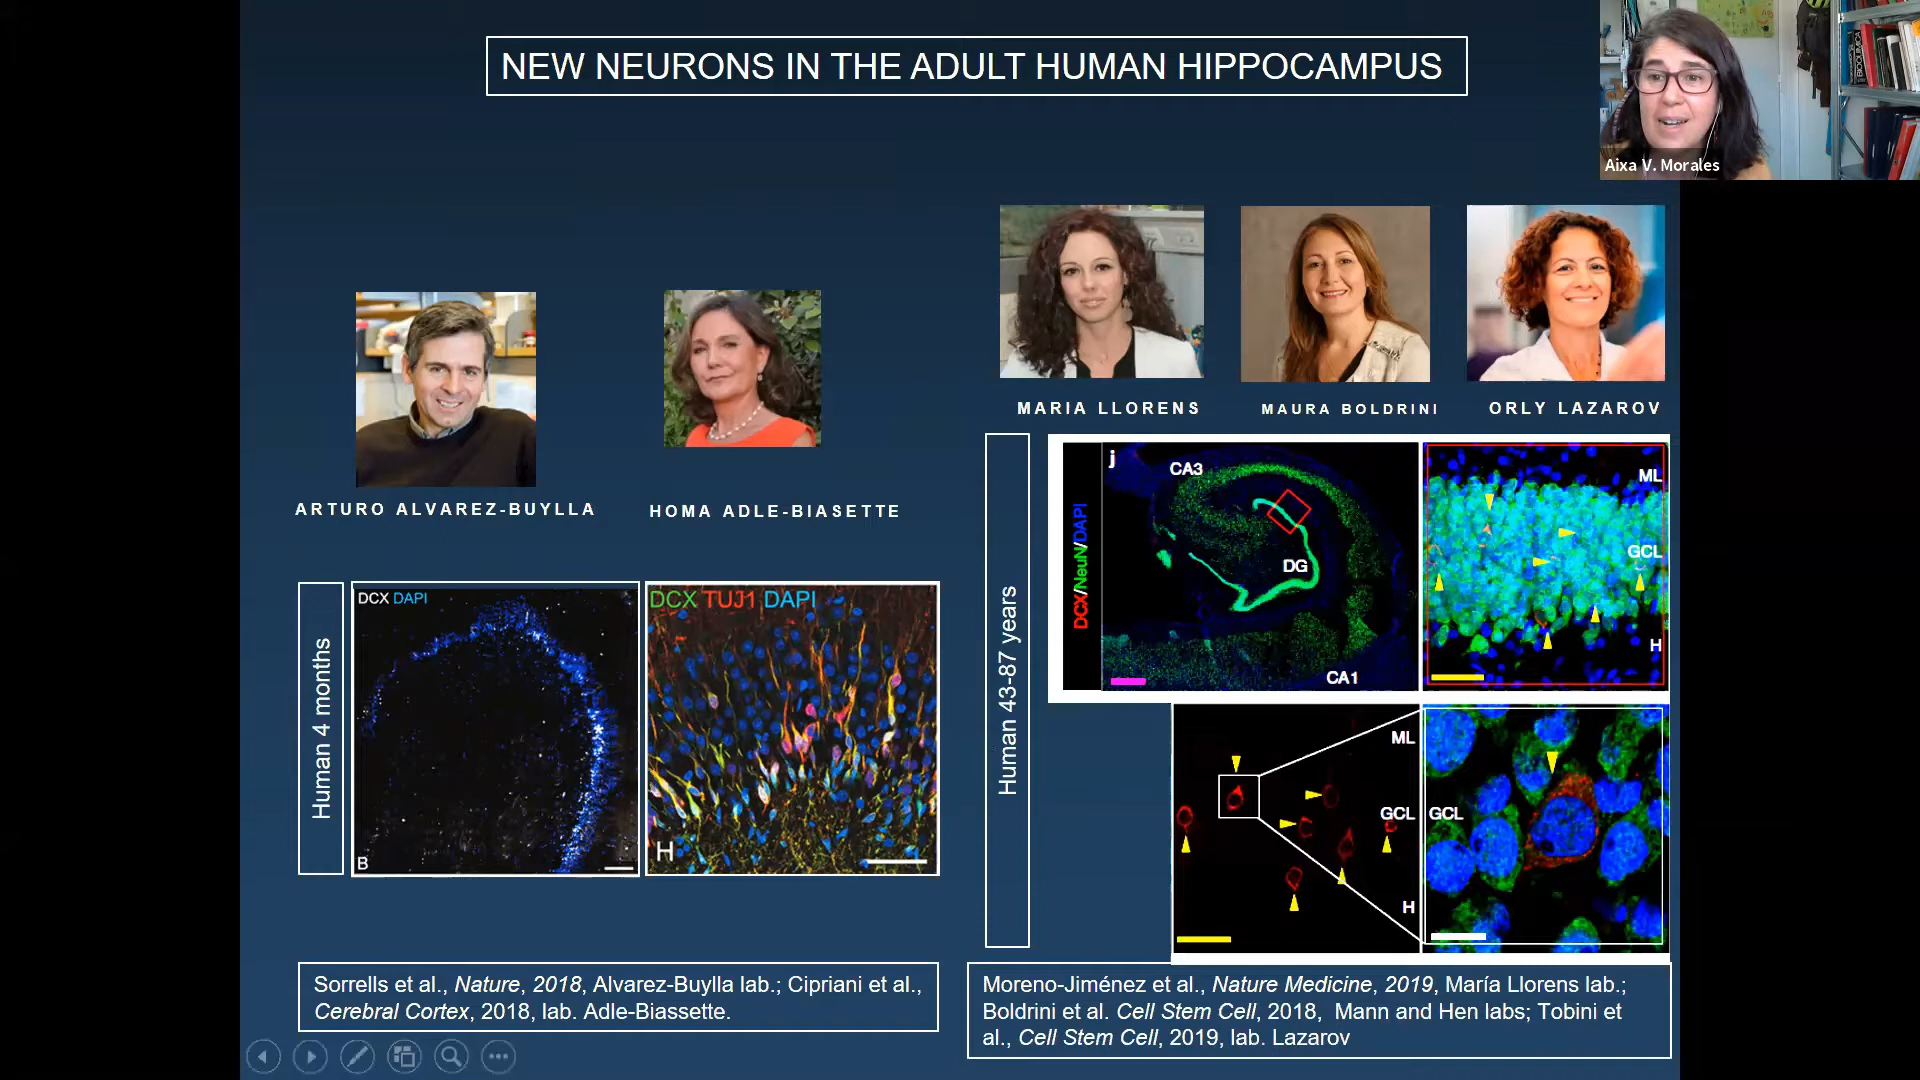 NEW NEURONS IN THE ADULT HUMAN HIPPOCAMPUS
Aixa V. Morales
BIOQUIMICA
MARIA LLORENS
MAURA BOLDRINI
ORLY LAZAROV
ARTURO ALVAREZ-BUYLLA
HOMA ADLE-BIASETTE
Human 4 months
DCX DAPI
B
DCX TUJ1 DAPI
H
Human 43-87 years
DCX/NeuN/DAPI
j
CA3
DG
CA1
ML
GCL
H
ML
GCL
H
GCL
Sorrells et al., Nature, 2018, Alvarez-Buylla lab.; Cipriani et al.,
Cerebral Cortex, 2018, lab. Adle-Biassette.
Moreno-Jiménez et al., Nature Medicine, 2019, María Llorens lab.;
Boldrini et al. Cell Stem Cell, 2018, Mann and Hen labs; Tobini et
al., Cell Stem Cell, 2019, lab. Lazarov